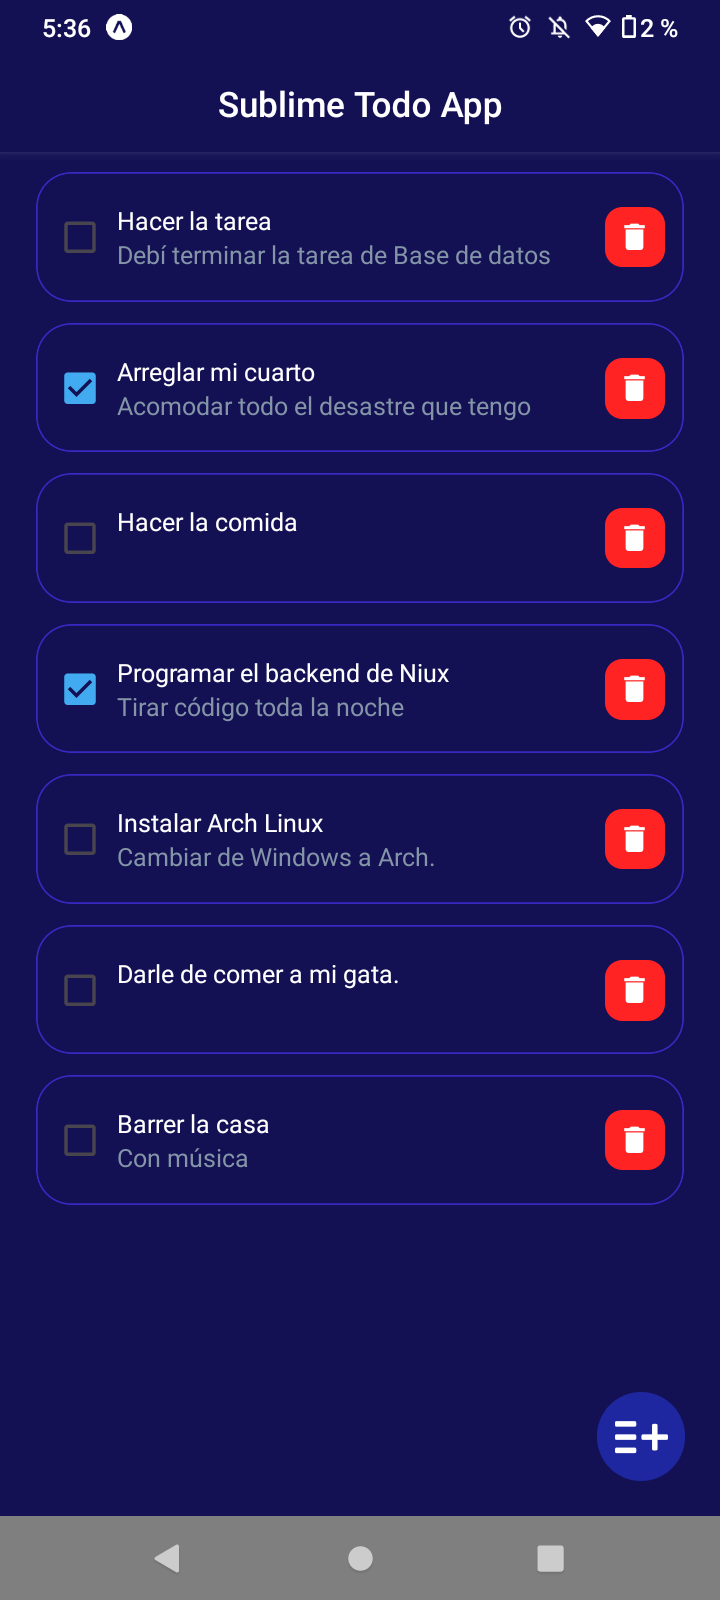 5:36
2 %
Sublime Todo App
Hacer la tarea
Debí terminar la tarea de Base de datos
Arreglar mi cuarto
Acomodar todo el desastre que tengo
Hacer la comida
Programar el backend de Niux
Tirar código toda la noche
Instalar Arch Linux
Cambiar de Windows a Arch.
Darle de comer a mi gata.
Barrer la casa
Con música